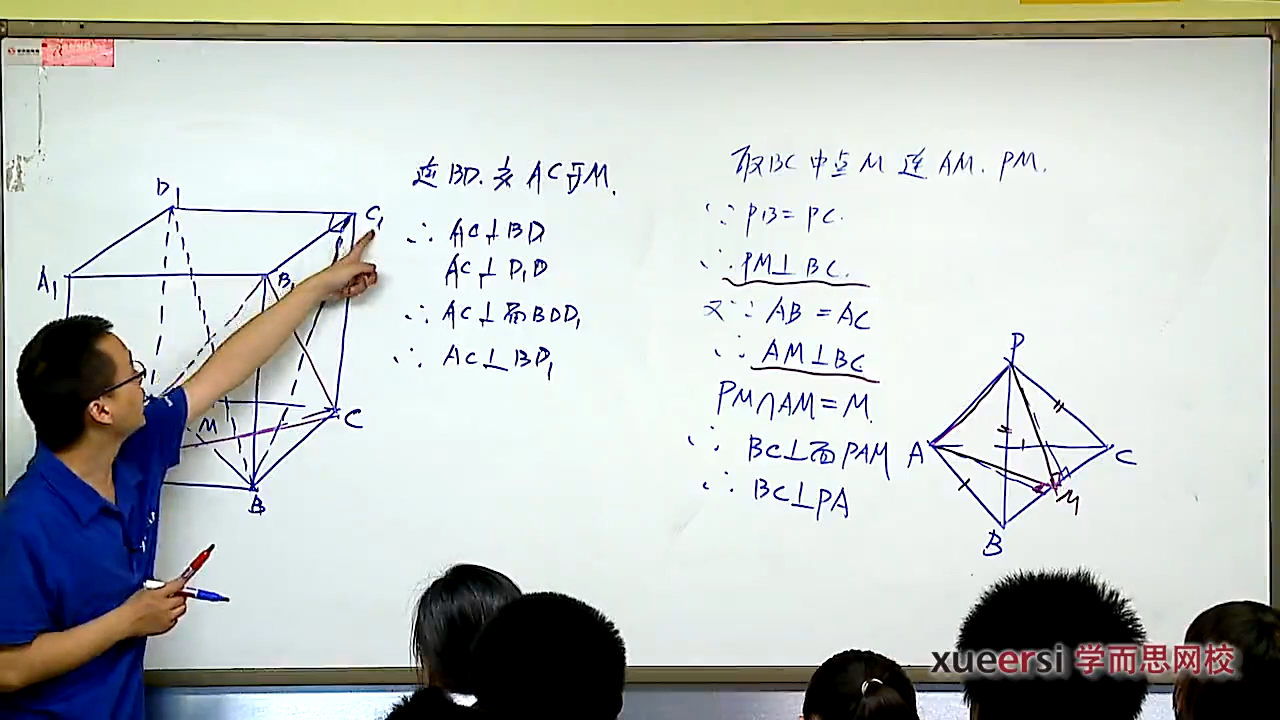 连BD.交AC于M.
∴ AC⊥BD
AC⊥D₁D
∴ AC⊥面BDD₁
∴ AC⊥BD₁
取BC中点M 连AM.PM.
∵ PB=PC.
∴ PM⊥BC.
又∵ AB=AC
∴ AM⊥BC
PM∩AM=M.
∴ BC⊥面PAM
∴ BC⊥PA
D₁
C₁
A₁
B₁
M
C
B
P
A
C
M
B
xueersi 学而思网校